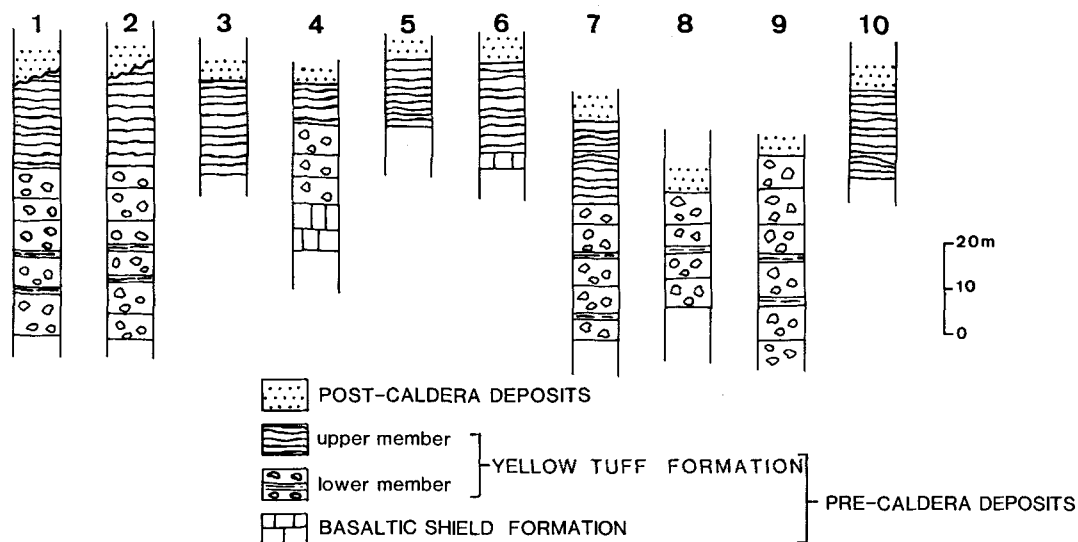 1 2 3 4 5 6 7 8 9 10
20m
10
0
POST-CALDERA DEPOSITS
upper member
YELLOW TUFF FORMATION
lower member
PRE-CALDERA DEPOSITS
BASALTIC SHIELD FORMATION